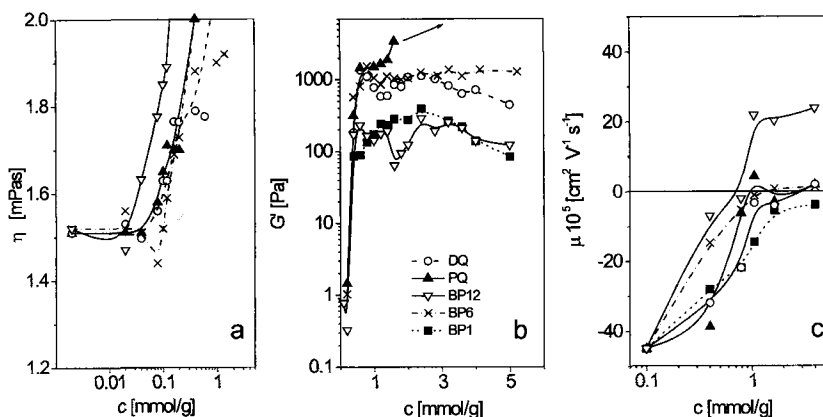 2.0
1.8
1.6
1.4
1.2
η [mPas]
0.01
0.1
1
c [mmol/g]
a
1000
100
10
1
0.1
G' [Pa]
DQ
PQ
BP12
BP6
BP1
1
3
5
c [mmol/g]
b
20
0
-20
-40
μ 10⁵ [cm² V⁻¹ s⁻¹]
0.1
1
c [mmol/g]
c